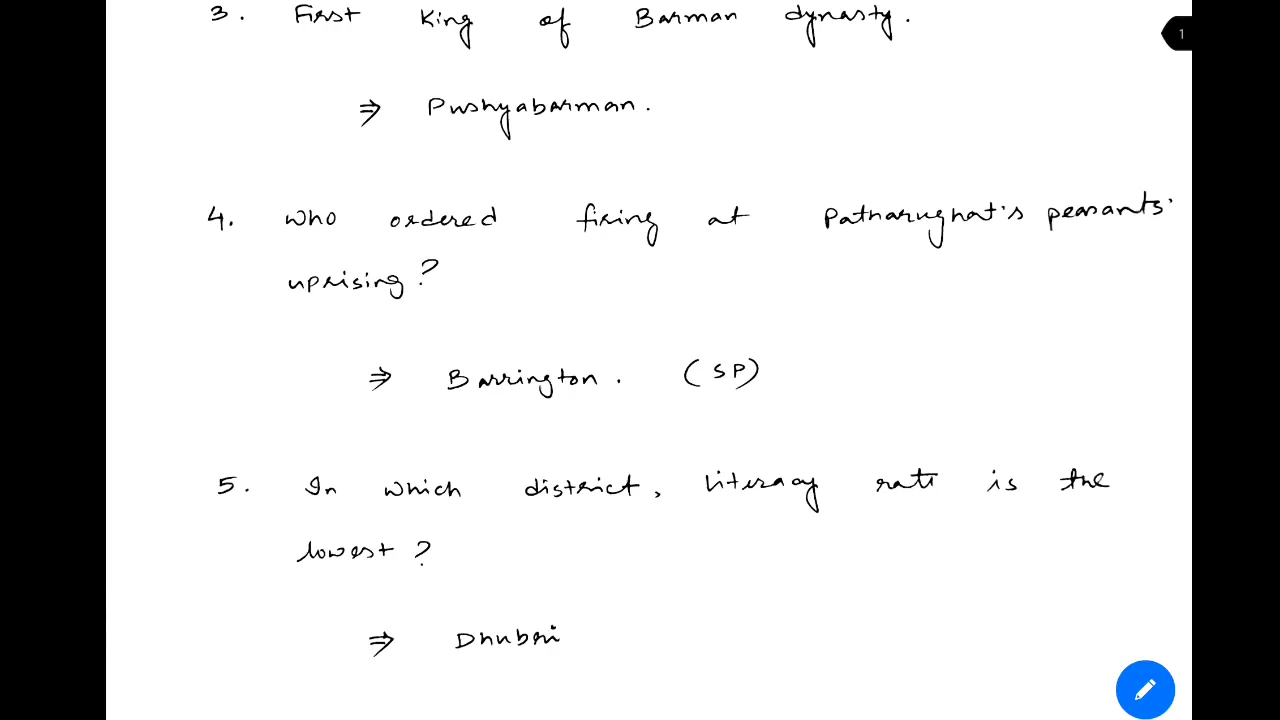 3. First King of Barman dynasty.
⇒ Pushyabarman.
4. Who ordered firing at Patharughat's peasants'
uprising?
⇒ Barrington. (SP)
5. In which district, literacy rate is the
lowest?
⇒ Dhubri
1